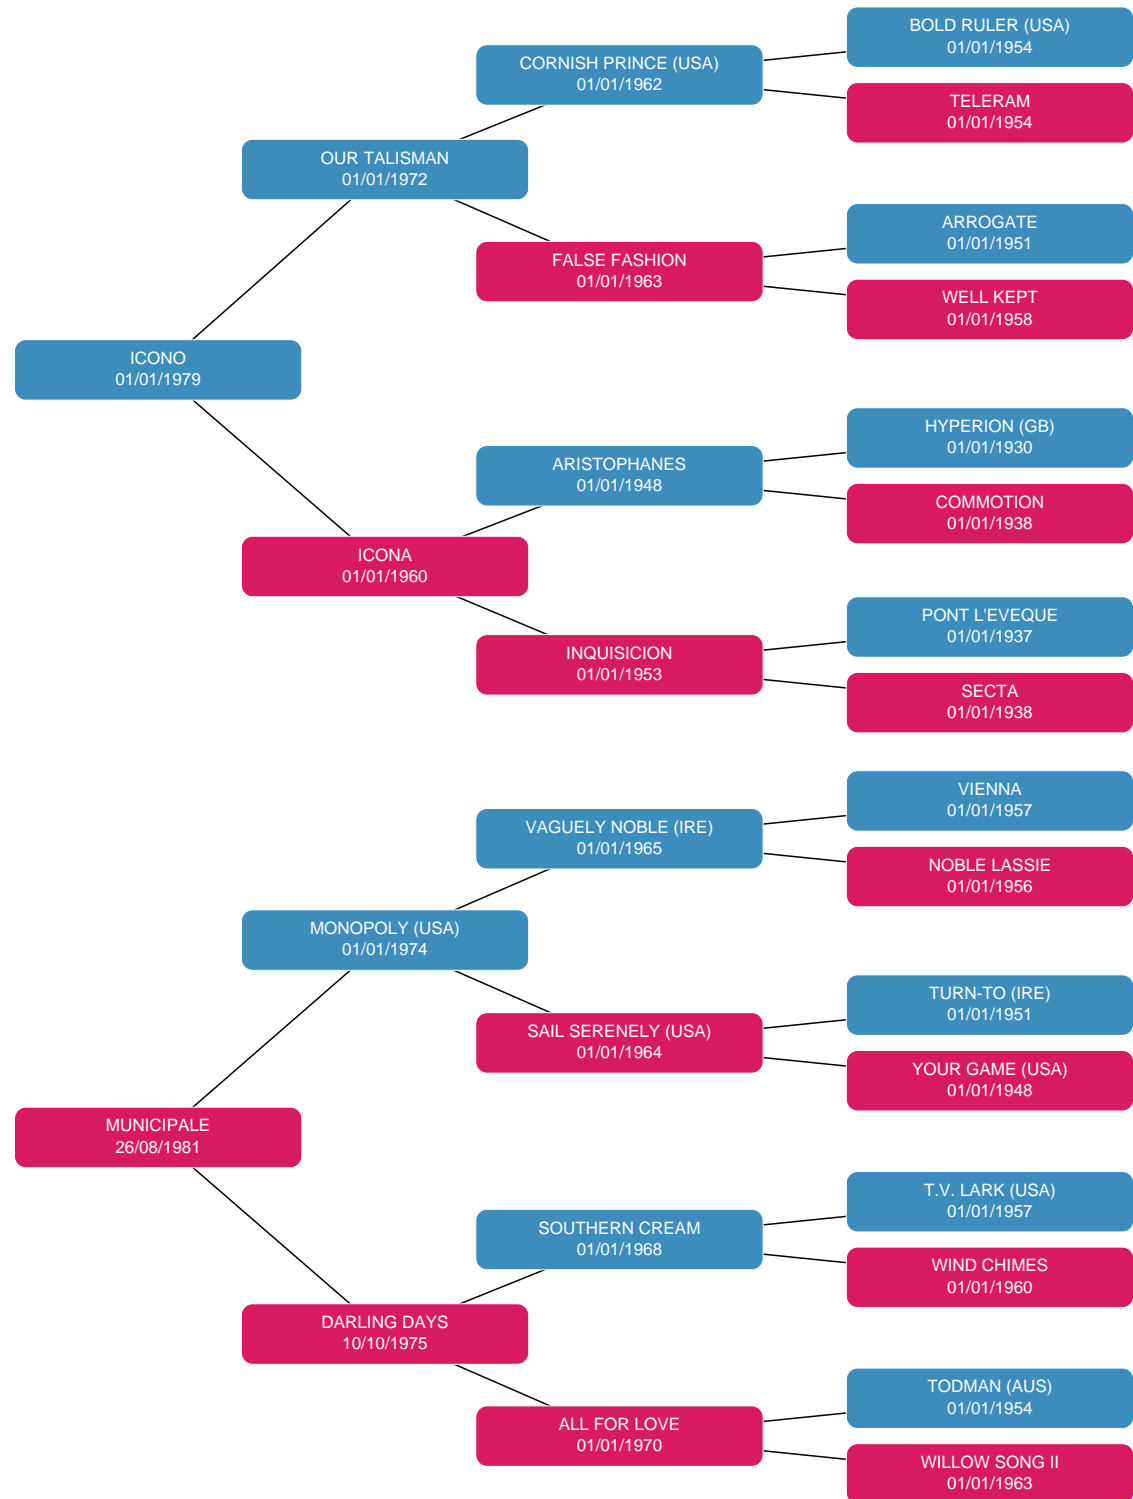 BOLD RULER (USA)
01/01/1954
CORNISH PRINCE (USA)
01/01/1962
TELERAM
01/01/1954
OUR TALISMAN
01/01/1972
ARROGATE
01/01/1951
FALSE FASHION
01/01/1963
WELL KEPT
01/01/1958
ICONO
01/01/1979
HYPERION (GB)
01/01/1930
ARISTOPHANES
01/01/1948
COMMOTION
01/01/1938
ICONA
01/01/1960
PONT L'EVEQUE
01/01/1937
INQUISICION
01/01/1953
SECTA
01/01/1938
VIENNA
01/01/1957
VAGUELY NOBLE (IRE)
01/01/1965
NOBLE LASSIE
01/01/1956
MONOPOLY (USA)
01/01/1974
TURN-TO (IRE)
01/01/1951
SAIL SERENELY (USA)
01/01/1964
YOUR GAME (USA)
01/01/1948
MUNICIPALE
26/08/1981
T.V. LARK (USA)
01/01/1957
SOUTHERN CREAM
01/01/1968
WIND CHIMES
01/01/1960
DARLING DAYS
10/10/1975
TODMAN (AUS)
01/01/1954
ALL FOR LOVE
01/01/1970
WILLOW SONG II
01/01/1963